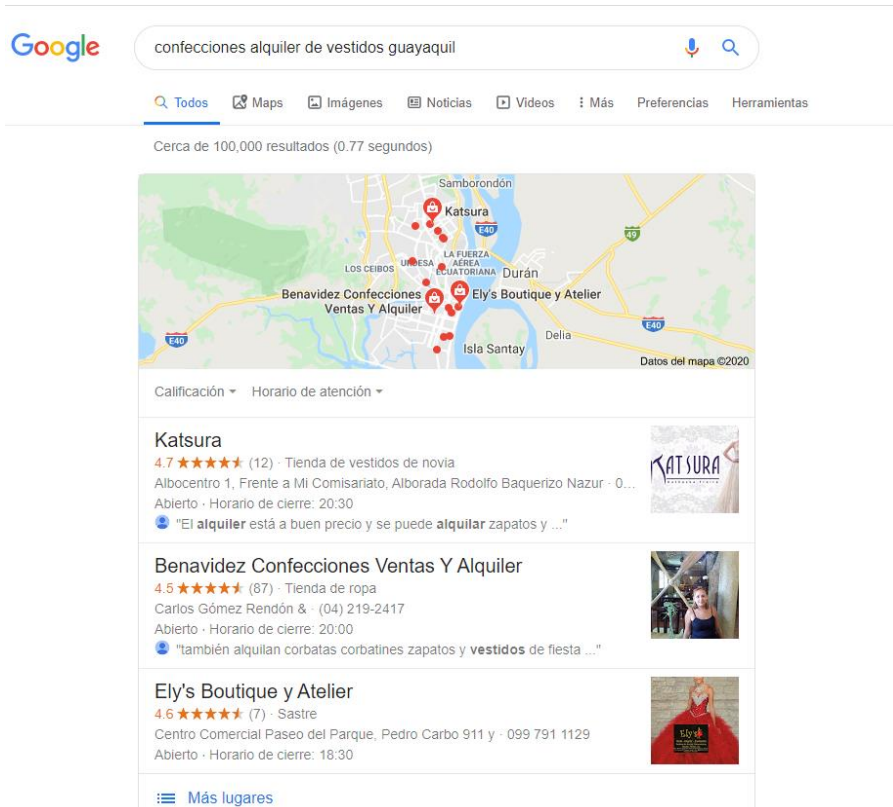 Google
confecciones alquiler de vestidos guayaquil
Todos Maps Imágenes Noticias Videos Más Preferencias Herramientas
Cerca de 100,000 resultados (0.77 segundos)
Samborondón
Katsura
E40
49
LA FUERZA
AÉREA
ECUATORIANA
LOS CEIBOS
Durán
Benavidez Confecciones
Ventas Y Alquiler
Ely's Boutique y Atelier
E40
E40
Delia
Isla Santay
Datos del mapa ©2020
Calificación Horario de atención
Katsura
4.7 (12) · Tienda de vestidos de novia
Albocentro 1, Frente a Mi Comisariato, Alborada Rodolfo Baquerizo Nazur · 0...
Abierto · Horario de cierre: 20:30
"El alquiler está a buen precio y se puede alquilar zapatos y ..."
KATSURA
Benavidez Confecciones Ventas Y Alquiler
4.5 (87) · Tienda de ropa
Carlos Gómez Rendón & · (04) 219-2417
Abierto · Horario de cierre: 20:00
"también alquilan corbatas corbatines zapatos y vestidos de fiesta ..."
Ely's Boutique y Atelier
4.6 (7) · Sastre
Centro Comercial Paseo del Parque, Pedro Carbo 911 y · 099 791 1129
Abierto · Horario de cierre: 18:30
Ely's
Más lugares